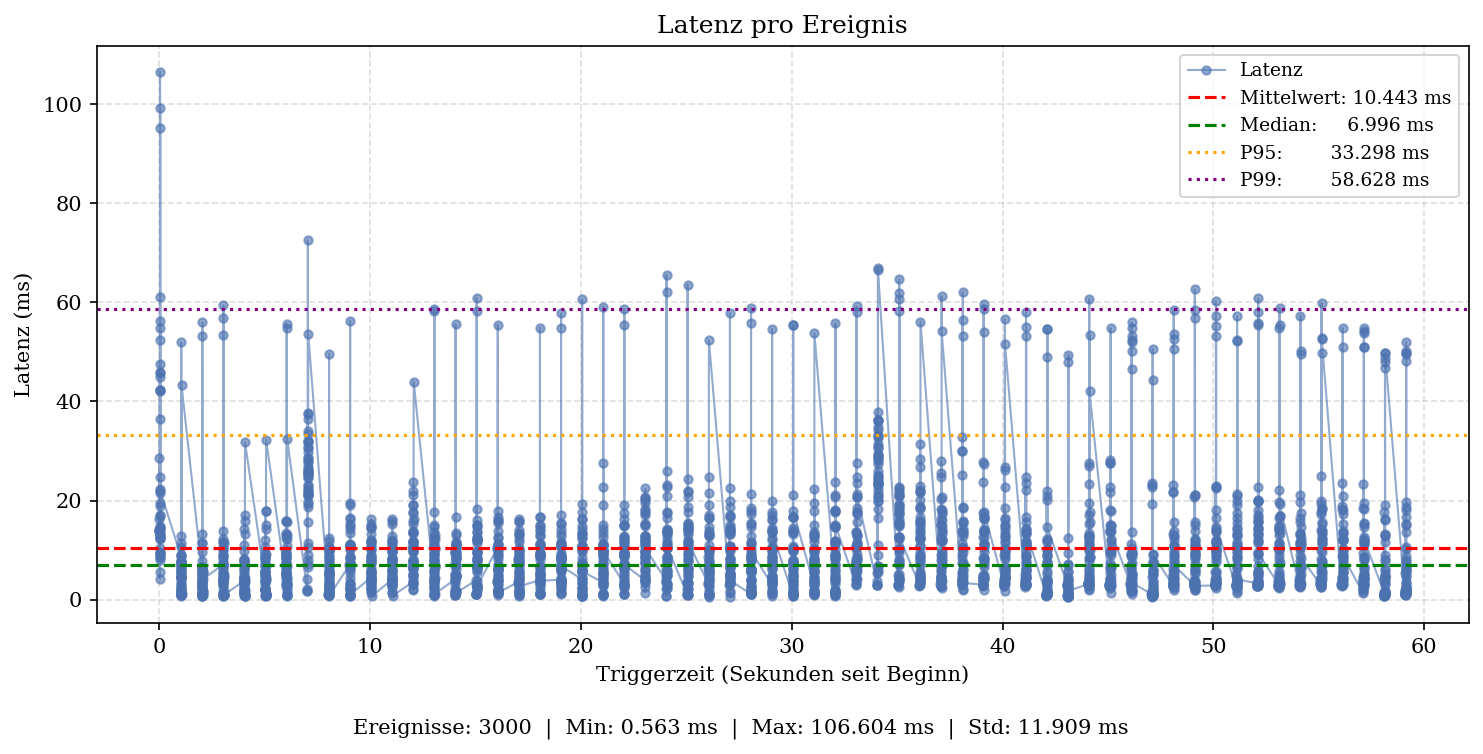 Latenz pro Ereignis
Latenz (ms)
100
80
60
40
20
0
Latenz
Mittelwert: 10.443 ms
Median: 6.996 ms
P95: 33.298 ms
P99: 58.628 ms
0 10 20 30 40 50 60
Triggerzeit (Sekunden seit Beginn)
Ereignisse: 3000 | Min: 0.563 ms | Max: 106.604 ms | Std: 11.909 ms